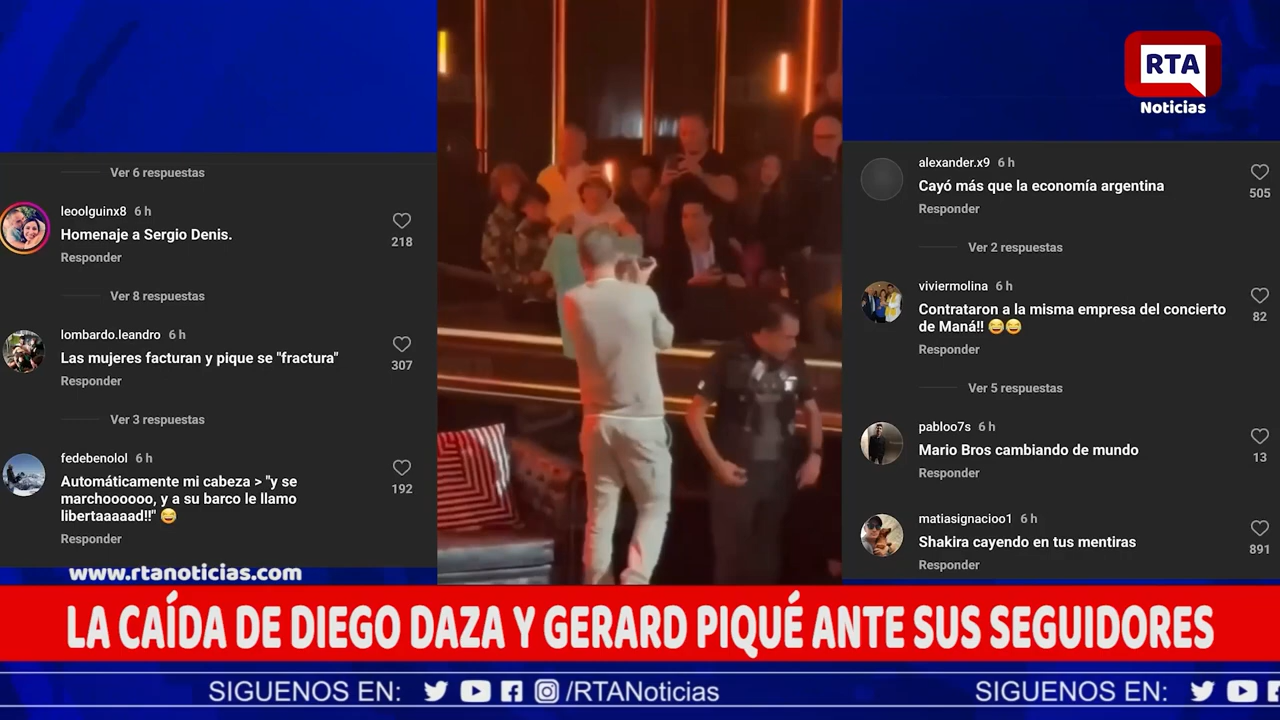 RTA
Noticias
Ver 6 respuestas
leoolguinx8 6 h
Homenaje a Sergio Denis.
218
Responder
Ver 8 respuestas
lombardo.leandro 6 h
Las mujeres facturan y pique se "fractura"
307
Responder
Ver 3 respuestas
fedebenolol 6 h
Automáticamente mi cabeza > "y se
marchoooooo, y a su barco le llamo
libertaaaaad!!" 😂
192
Responder
alexander.x9 6 h
Cayó más que la economía argentina
505
Responder
Ver 2 respuestas
viviermolina 6 h
Contrataron a la misma empresa del concierto
de Maná!! 😂😂
82
Responder
Ver 5 respuestas
pabloo7s 6 h
Mario Bros cambiando de mundo
13
Responder
matiasignacioo1 6 h
Shakira cayendo en tus mentiras
891
Responder
www.rtanoticias.com
LA CAÍDA DE DIEGO DAZA Y GERARD PIQUÉ ANTE SUS SEGUIDORES
SIGUENOS EN: /RTANoticias SIGUENOS EN: